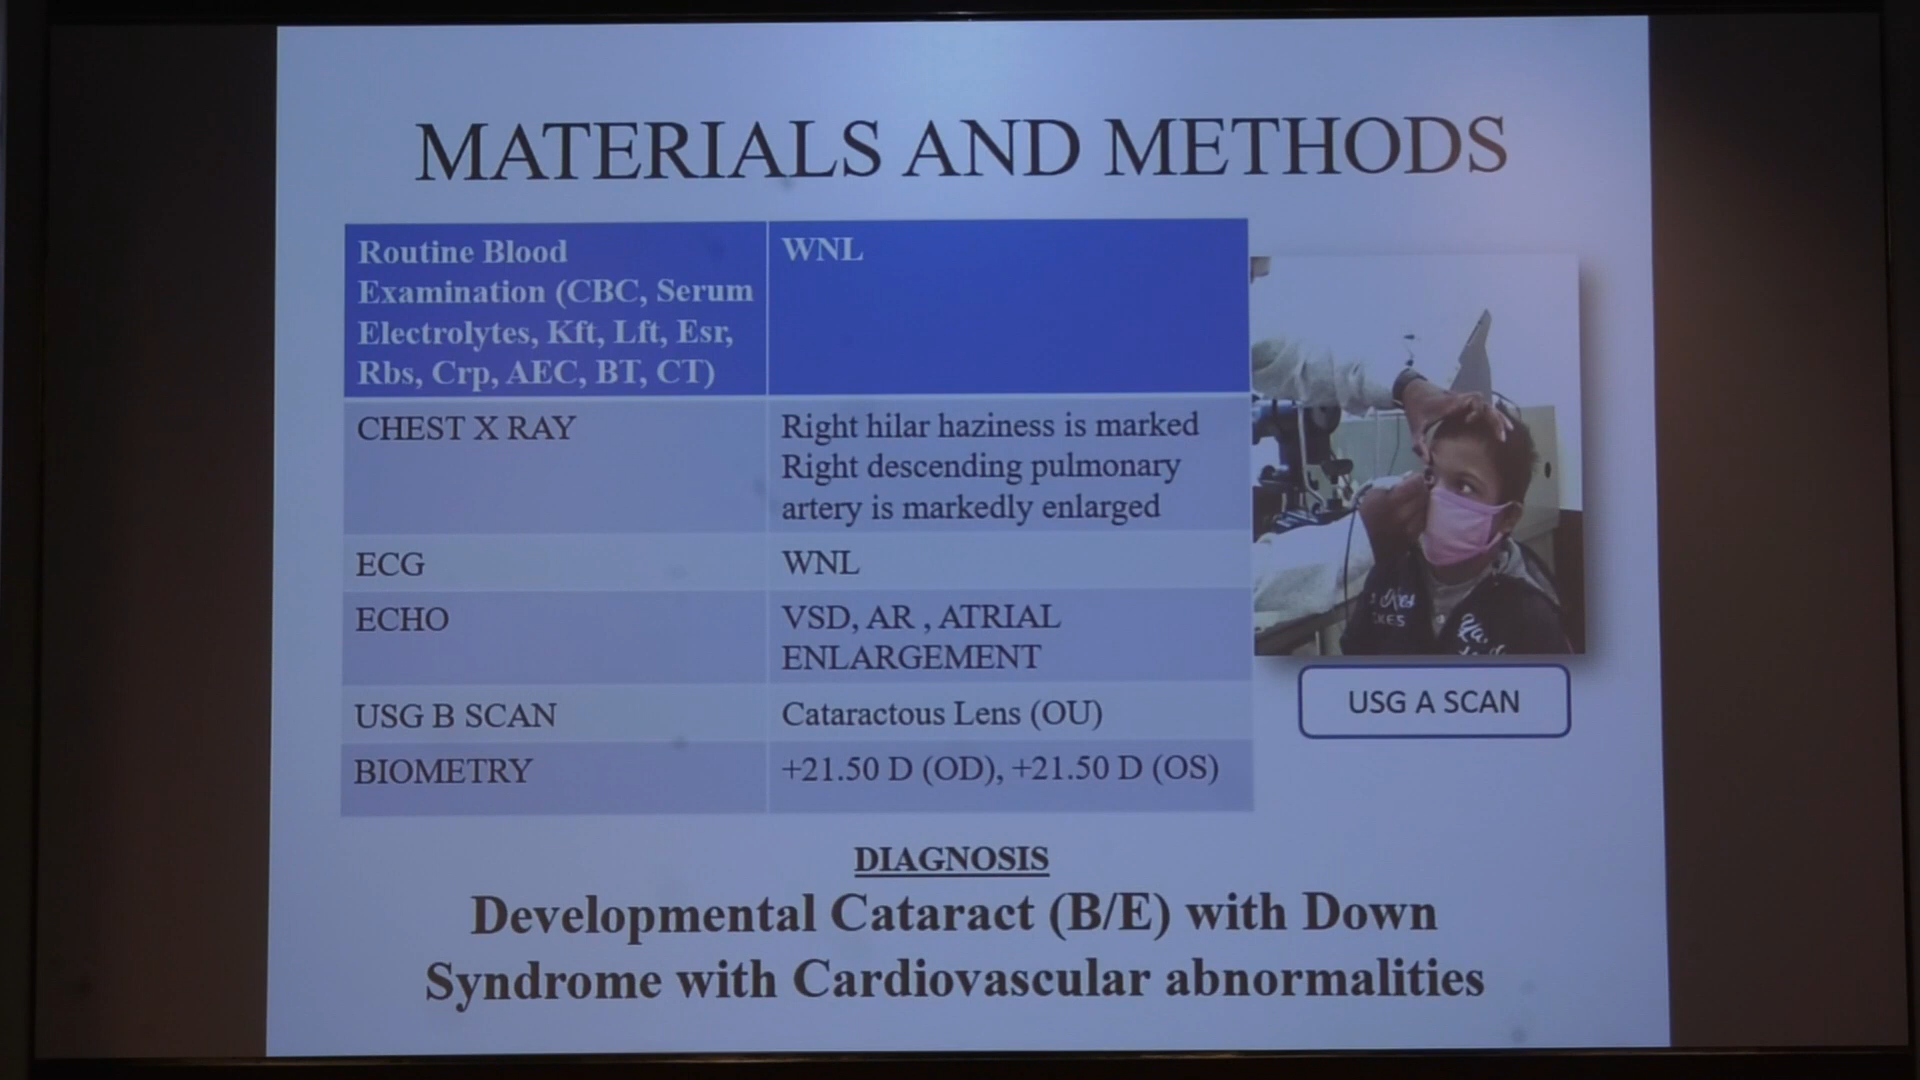 MATERIALS AND METHODS
Routine Blood
Examination (CBC, Serum
Electrolytes, Kft, Lft, Esr,
Rbs, Crp, AEC, BT, CT)
WNL
CHEST X RAY
Right hilar haziness is marked
Right descending pulmonary
artery is markedly enlarged
ECG
WNL
ECHO
VSD, AR , ATRIAL
ENLARGEMENT
USG B SCAN
Cataractous Lens (OU)
BIOMETRY
+21.50 D (OD), +21.50 D (OS)
USG A SCAN
DIAGNOSIS
Developmental Cataract (B/E) with Down
Syndrome with Cardiovascular abnormalities